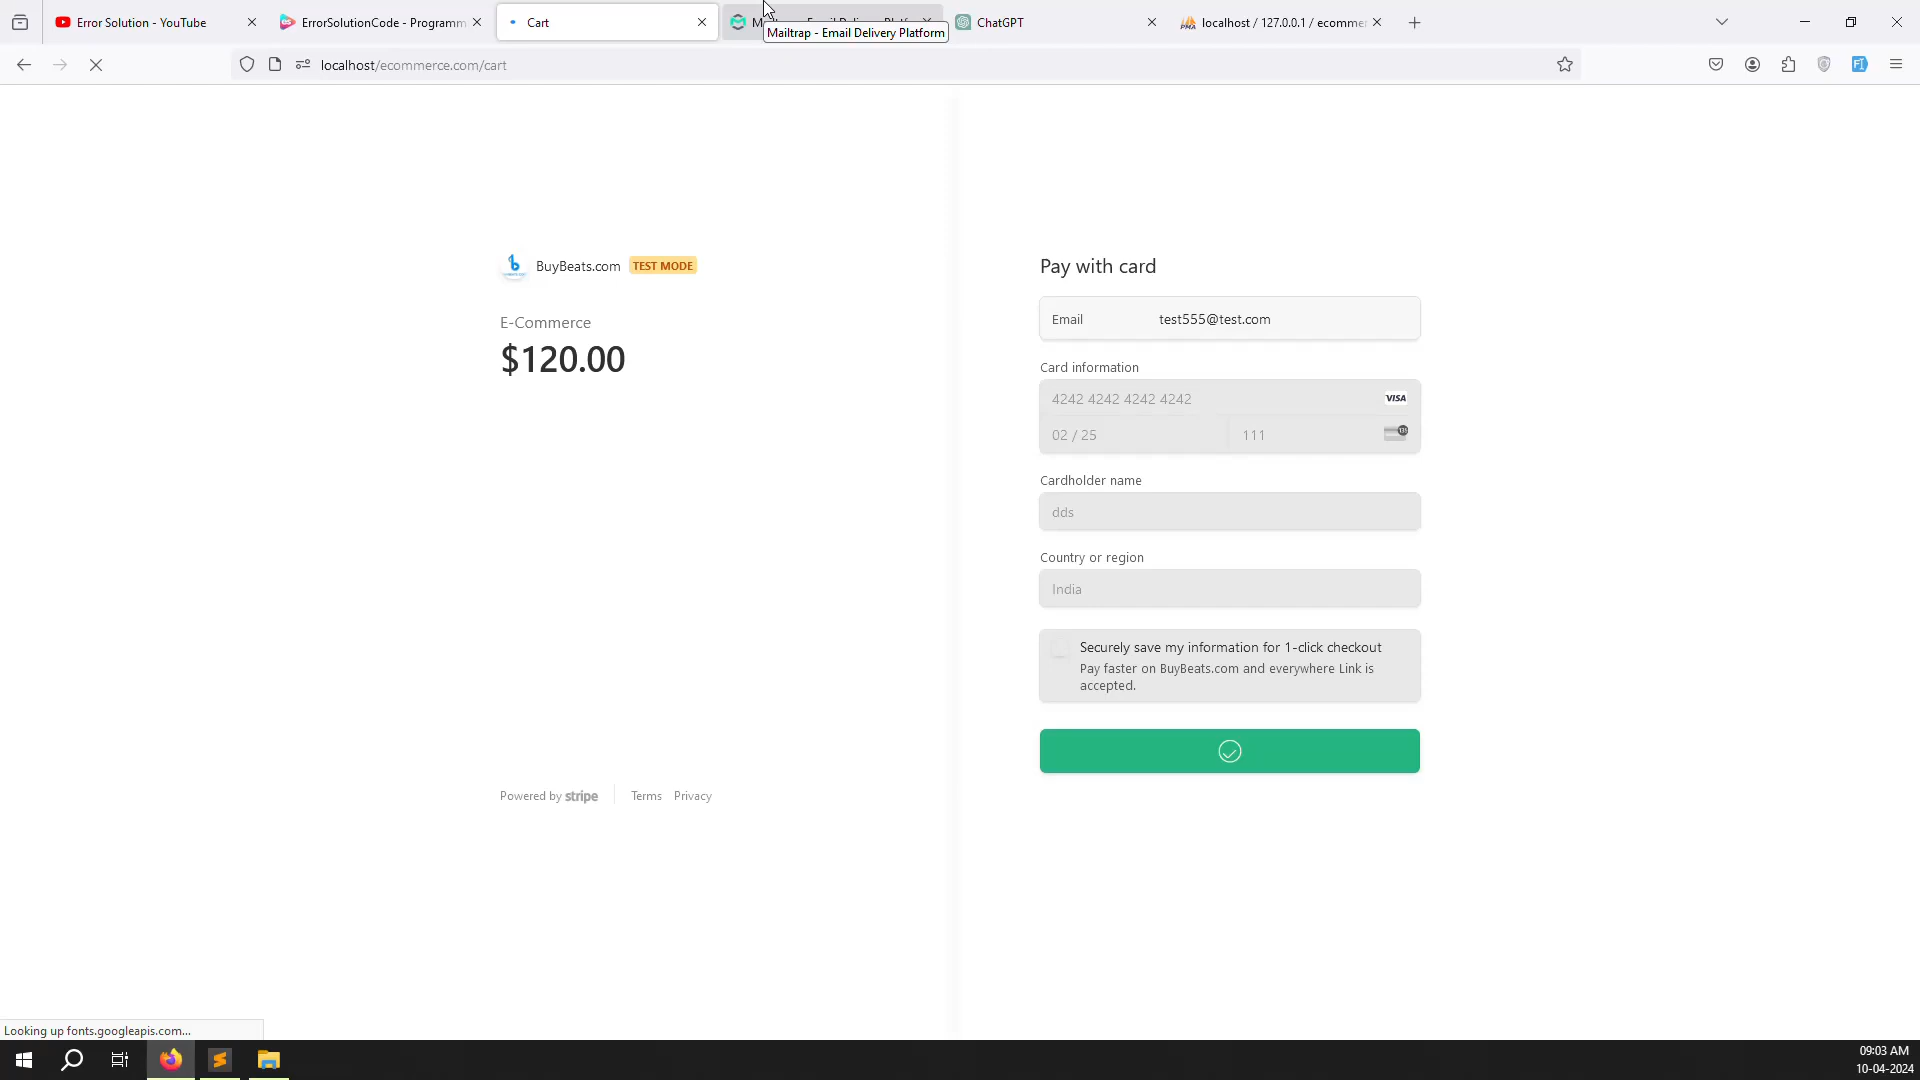 Error Solution - YouTube
ErrorSolutionCode - Programm
Cart
ChatGPT
localhost / 127.0.0.1 / ecomme
Mailtrap - Email Delivery Platform
localhost/ecommerce.com/cart
BuyBeats.com TEST MODE
E-Commerce
$120.00
Powered by stripe
Terms
Privacy
Pay with card
Email test555@test.com
Card information
4242 4242 4242 4242 VISA
02 / 25 111
Cardholder name
dds
Country or region
India
Securely save my information for 1-click checkout
Pay faster on BuyBeats.com and everywhere Link is
accepted.
Looking up fonts.googleapis.com...
09:03 AM
10-04-2024